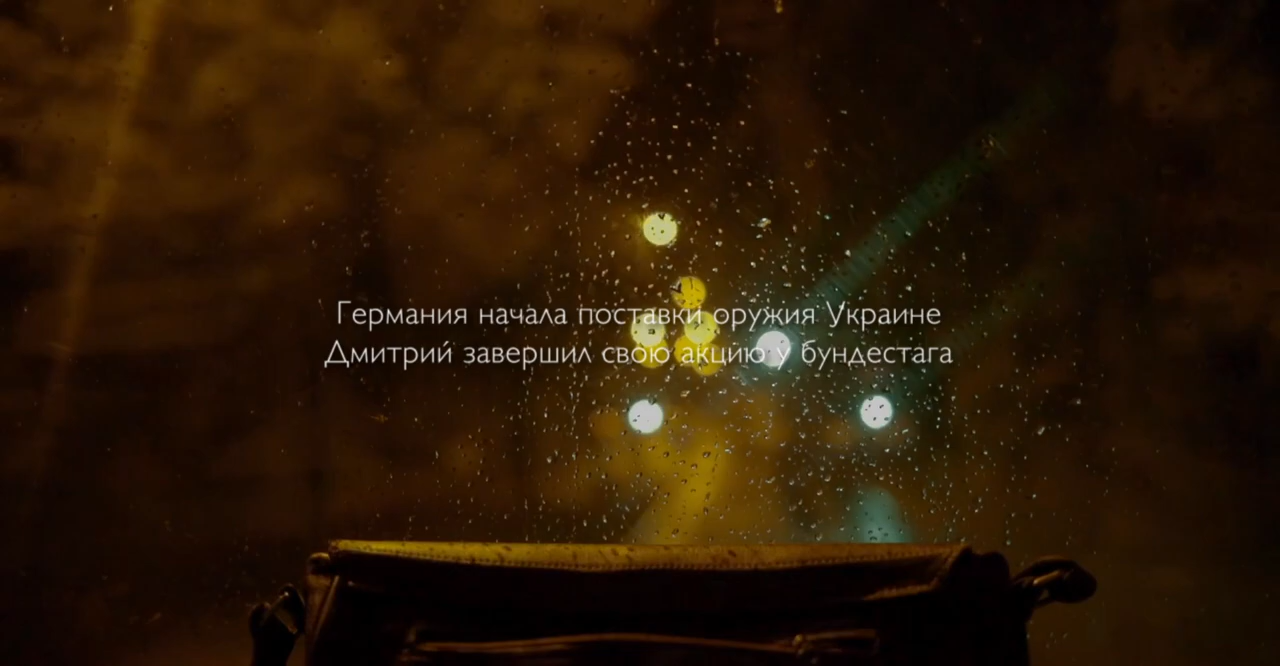 Германия начала поставки оружия Украине
Дмитрий завершил свою акцию у бундестага